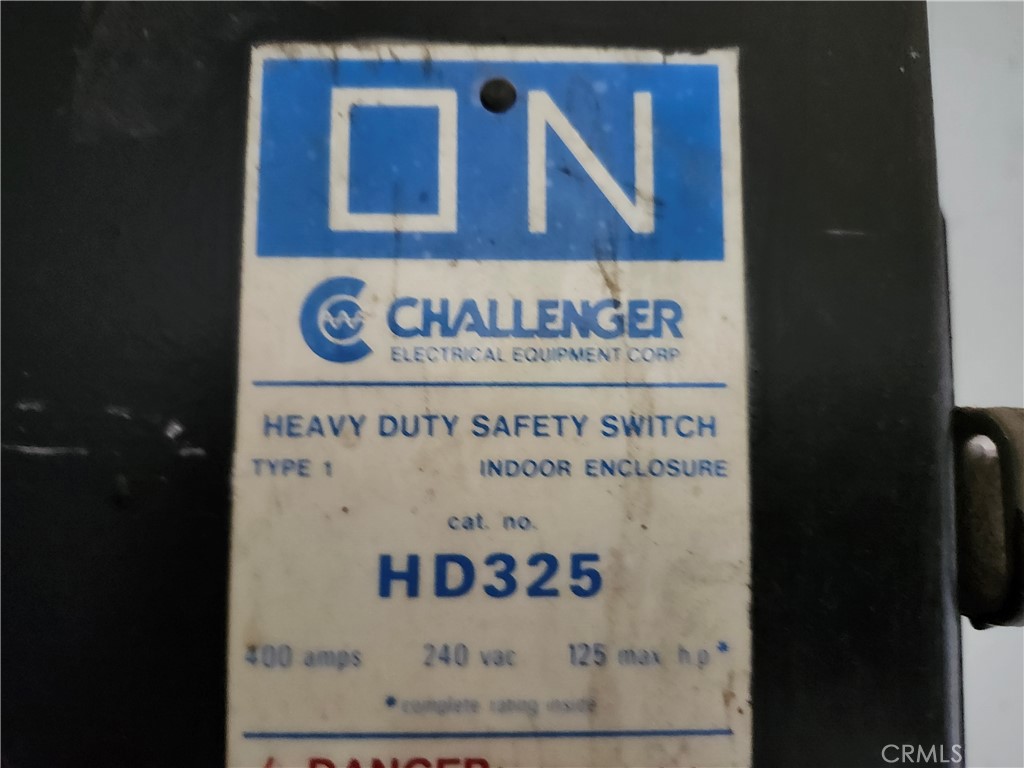 ON
CHALLENGER
ELECTRICAL EQUIPMENT CORP
HEAVY DUTY SAFETY SWITCH
TYPE 1 INDOOR ENCLOSURE
cat. no.
HD325
400 amps 240 vac 125 max h.p*
*complete rating inside
DANGER
CRMLS